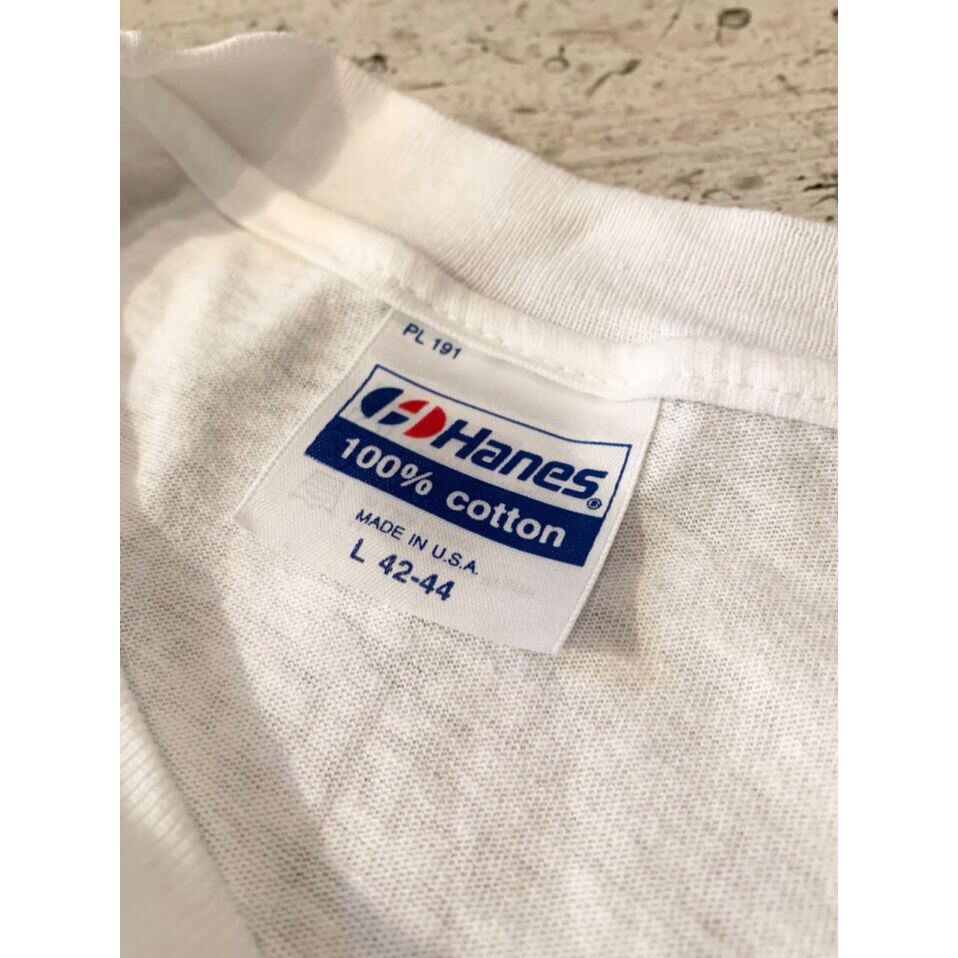 PL 191
Hanes®
100% cotton
MADE IN U.S.A.
L 42-44